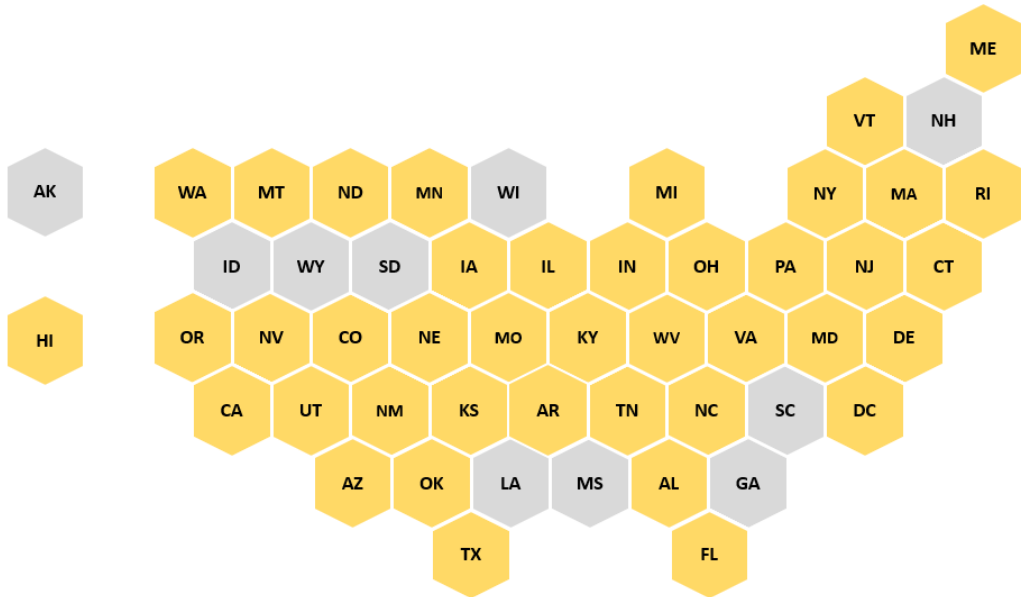 ME
VT NH
AK WA MT ND MN WI MI NY MA RI
ID WY SD IA IL IN OH PA NJ CT
HI OR NV CO NE MO KY WV VA MD DE
CA UT NM KS AR TN NC SC DC
AZ OK LA MS AL GA
TX FL